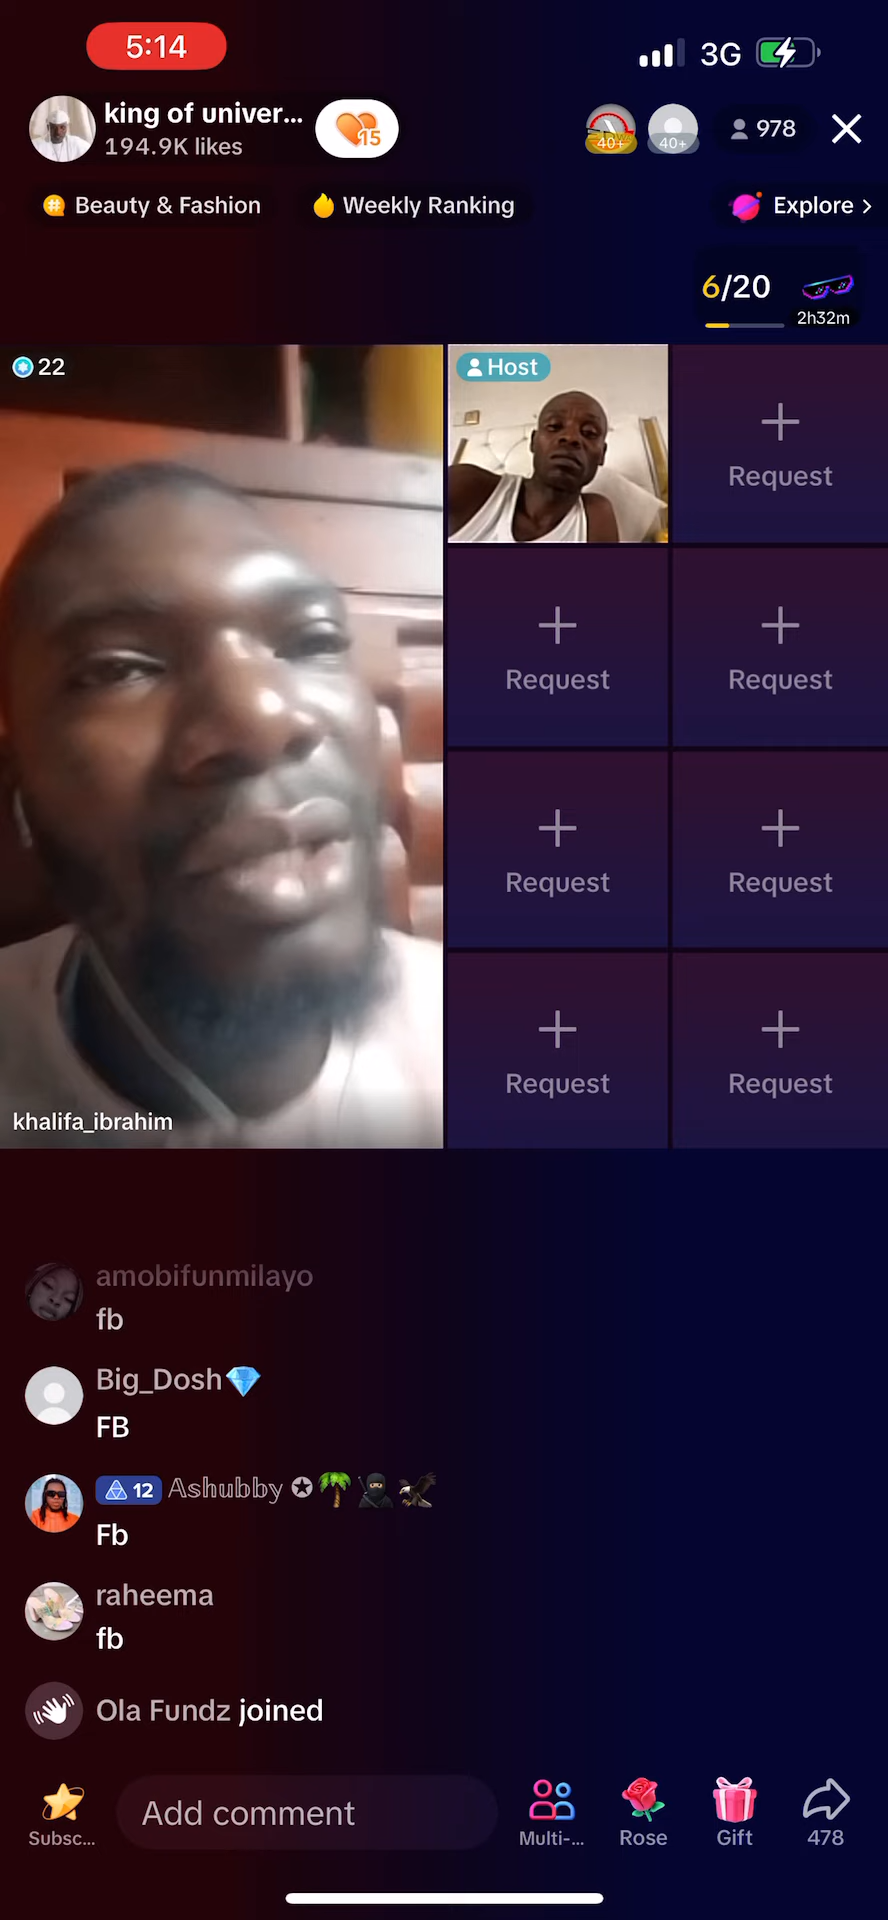 5:14
3G
king of univer...
194.9K likes
15
40+
40+
978
Beauty & Fashion
Weekly Ranking
Explore >
6/20
2h32m
22
Host
Request
Request
Request
Request
Request
Request
Request
khalifa_ibrahim
amobifunmilayo
fb
Big_Dosh💎
FB
12 𝔸𝕤𝕙𝕦𝕓𝕓𝕪 ✪🌴🥷🦅
Fb
raheema
fb
Ola Fundz joined
Subsc...
Add comment
Multi-...
Rose
Gift
478